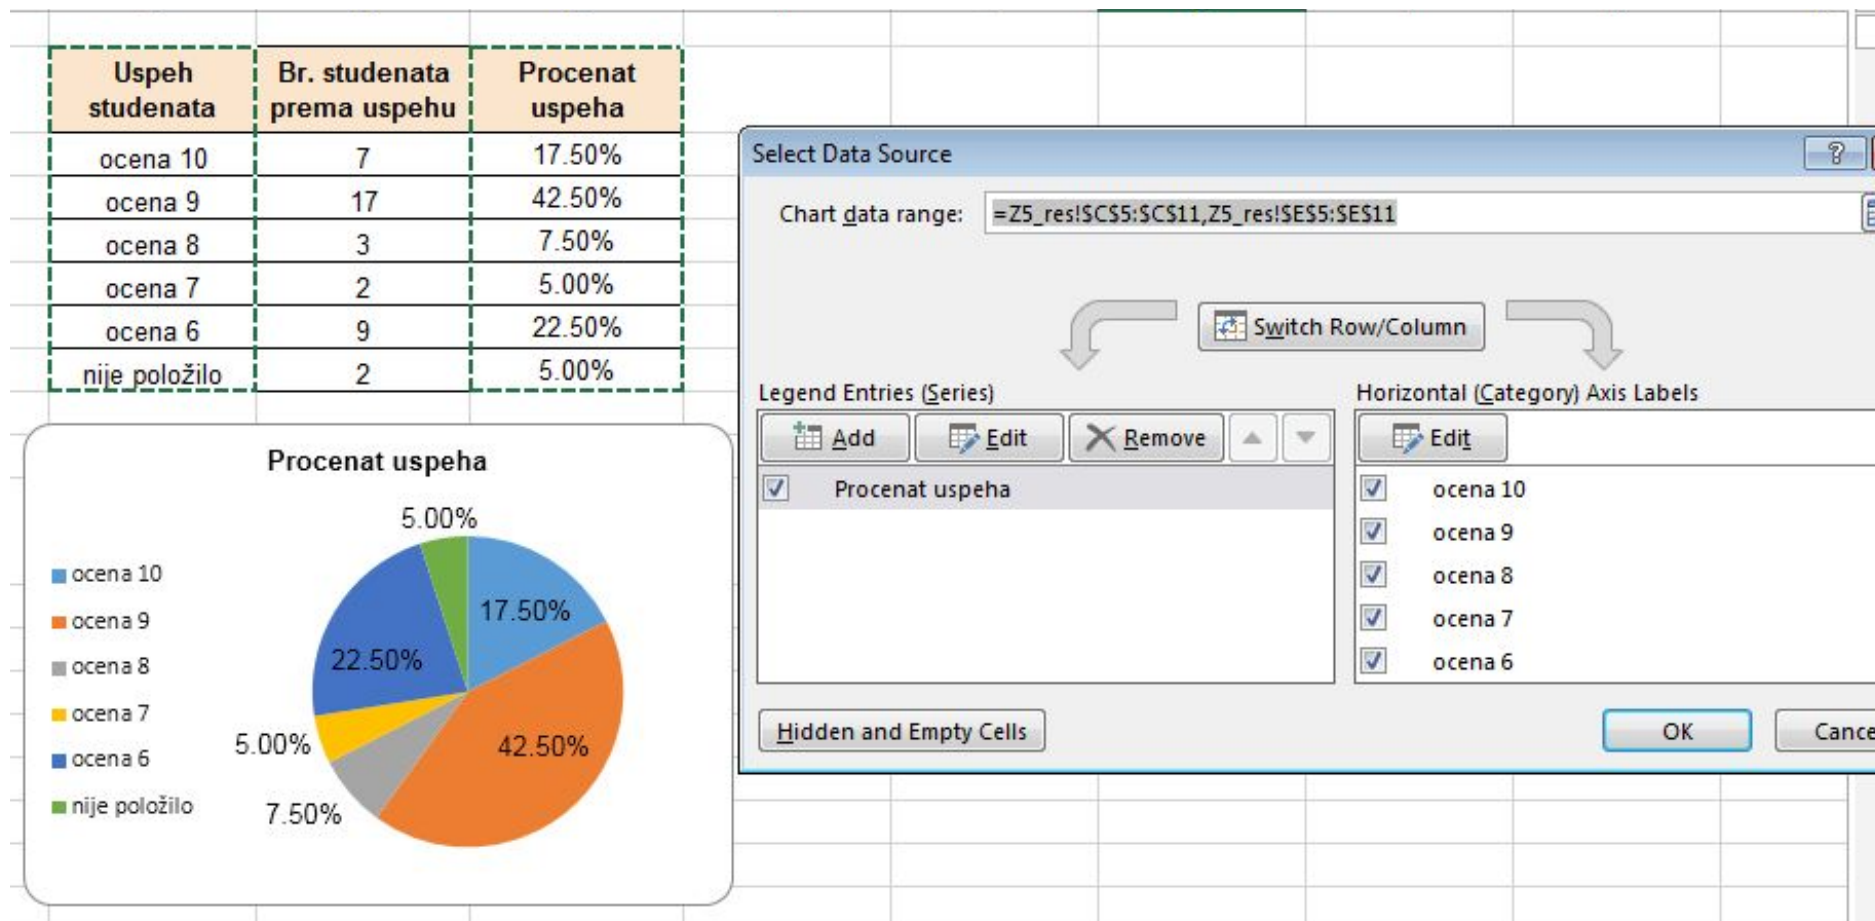 Uspeh studenata
Br. studenata prema uspehu
Procenat uspeha
ocena 10 7 17.50%
ocena 9 17 42.50%
ocena 8 3 7.50%
ocena 7 2 5.00%
ocena 6 9 22.50%
nije položilo 2 5.00%
Procenat uspeha
ocena 10
ocena 9
ocena 8
ocena 7
ocena 6
nije položilo
5.00%
17.50%
22.50%
5.00%
42.50%
7.50%
Select Data Source
?
Chart data range: =Z5_res!$C$5:$C$11,Z5_res!$E$5:$E$11
Switch Row/Column
Legend Entries (Series)
Add Edit Remove
Procenat uspeha
Horizontal (Category) Axis Labels
Edit
ocena 10
ocena 9
ocena 8
ocena 7
ocena 6
Hidden and Empty Cells
OK Cance